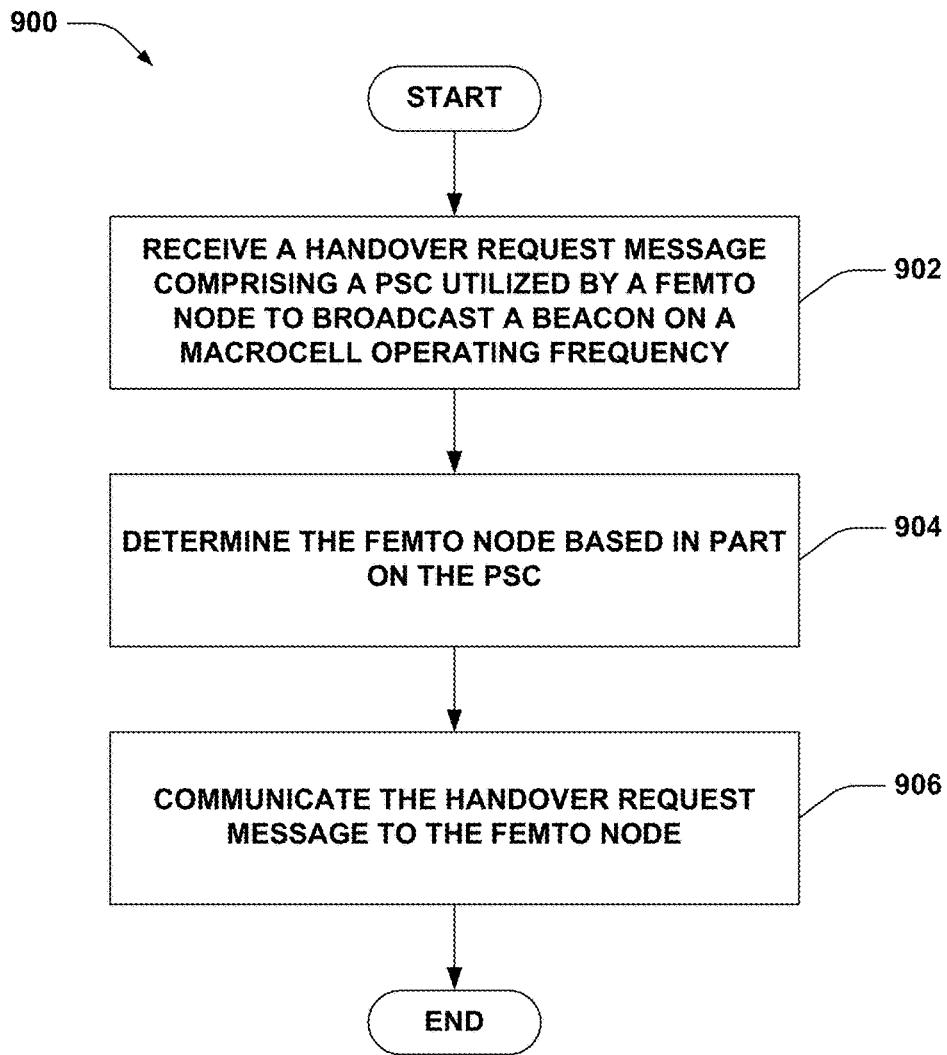 900
START
RECEIVE A HANDOVER REQUEST MESSAGE
COMPRISING A PSC UTILIZED BY A FEMTO
NODE TO BROADCAST A BEACON ON A
MACROCELL OPERATING FREQUENCY
902
DETERMINE THE FEMTO NODE BASED IN PART
ON THE PSC
904
COMMUNICATE THE HANDOVER REQUEST
MESSAGE TO THE FEMTO NODE
906
END